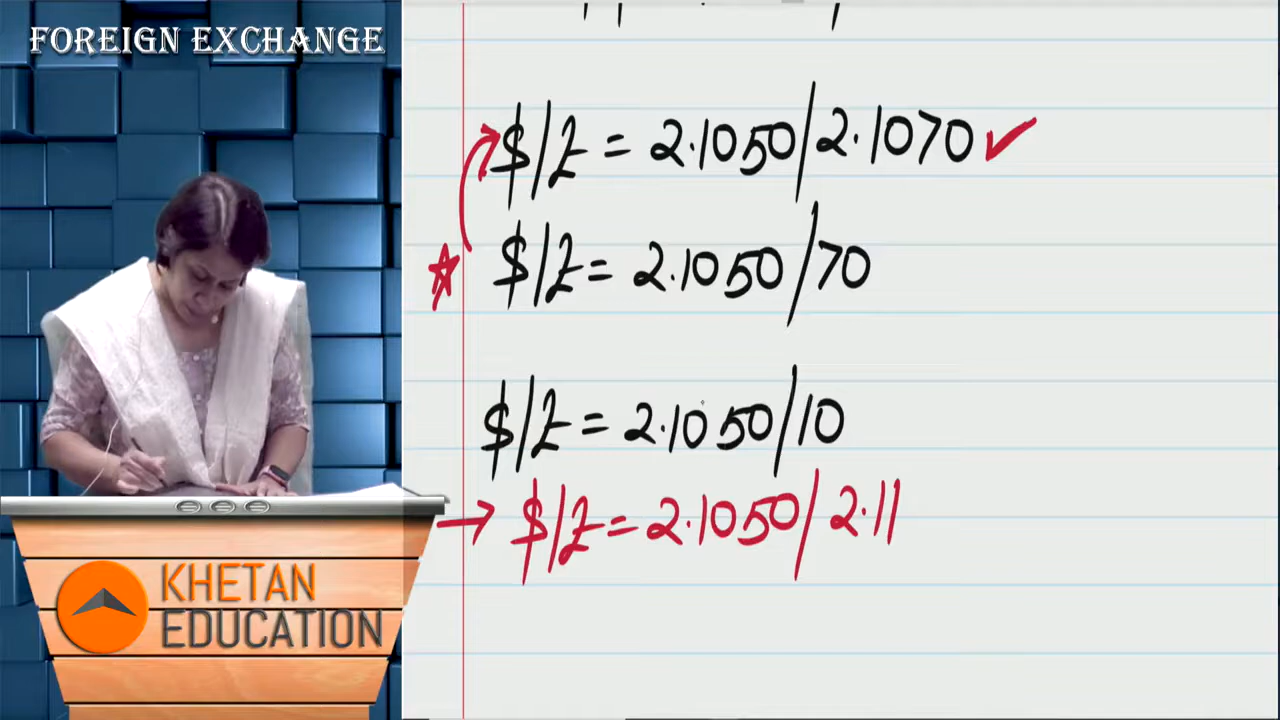 FOREIGN EXCHANGE
$/£ = 2.1050/2.1070
$/£ = 2.1050/70
$/£ = 2.1050/10
$/£ = 2.1050/2.11
KHETAN
EDUCATION